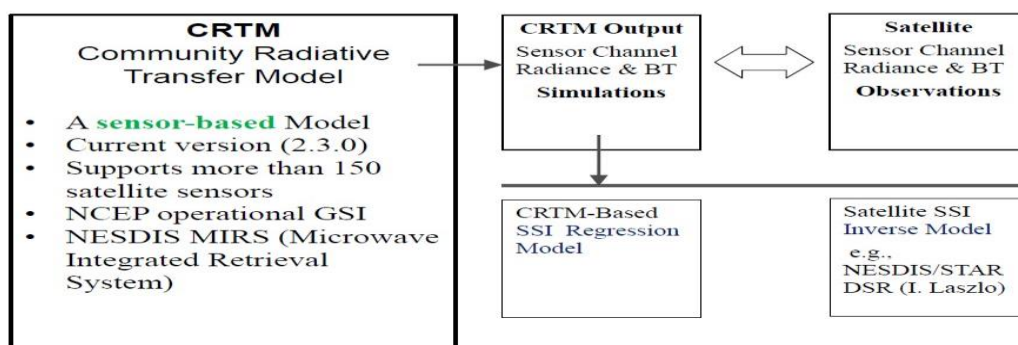 CRTM
Community Radiative
Transfer Model
• A sensor-based Model
• Current version (2.3.0)
• Supports more than 150
satellite sensors
• NCEP operational GSI
• NESDIS MIRS (Microwave
Integrated Retrieval
System)
CRTM Output
Sensor Channel
Radiance & BT
Simulations
Satellite
Sensor Channel
Radiance & BT
Observations
CRTM-Based
SSI Regression
Model
Satellite SSI
Inverse Model
e.g.,
NESDIS/STAR
DSR (I. Laszlo)